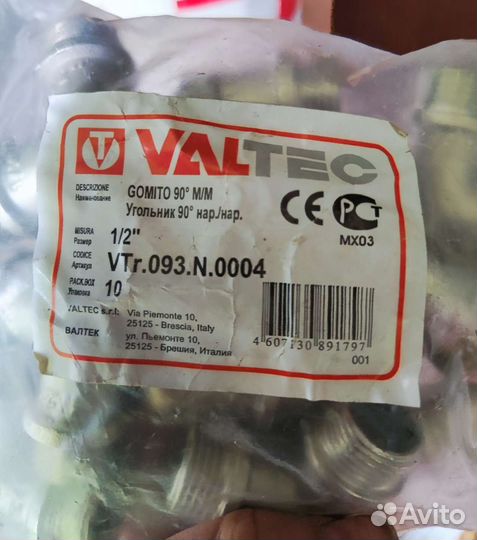 VALTEC
DESCRIZIONE GOMITO 90° M/M
Наименование Угольник 90° нар./нар.
CE РСТ
MX03
MISURA
Размер 1/2"
CODICE
Артикул VTr.093.N.0004
PACK.BOX
Упаковка 10
VALTEC s.r.l: Via Piemonte 10,
25125 - Brescia, Italy
ВАЛТЕК ул. Пьемонте 10,
25125 - Брешия, Италия
4 607130 891797
001
Avito